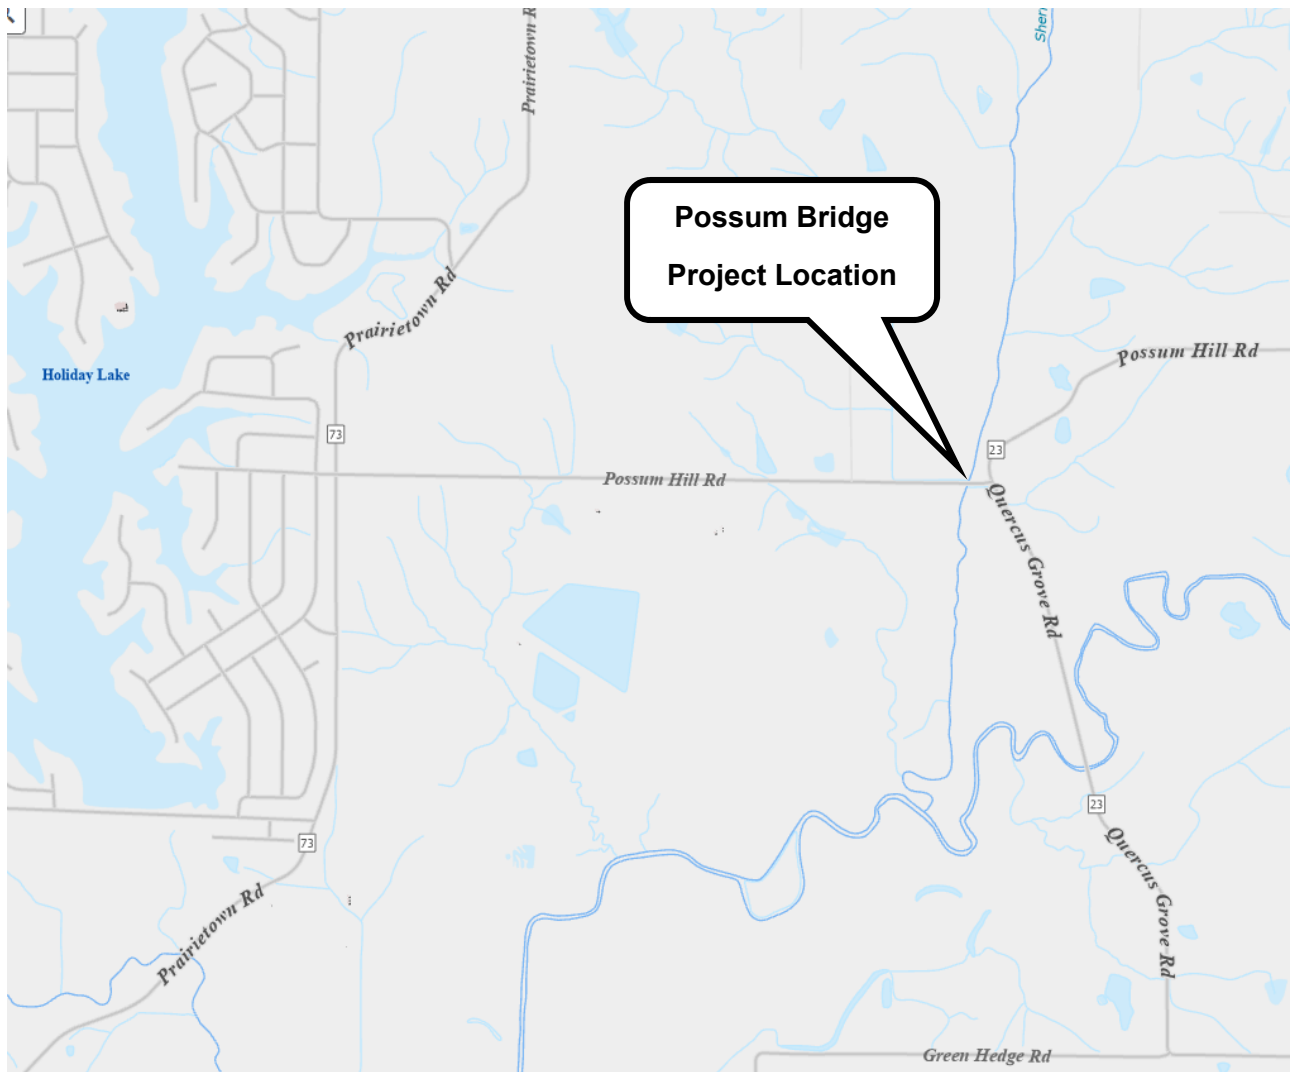 Prairietown
Sher
Possum Bridge
Project Location
Prairietown Rd
Possum Hill Rd
Holiday Lake
73
23
Possum Hill Rd
Quercus Grove Rd
23
73
Quercus Grove Rd
Prairietown Rd
Green Hedge Rd